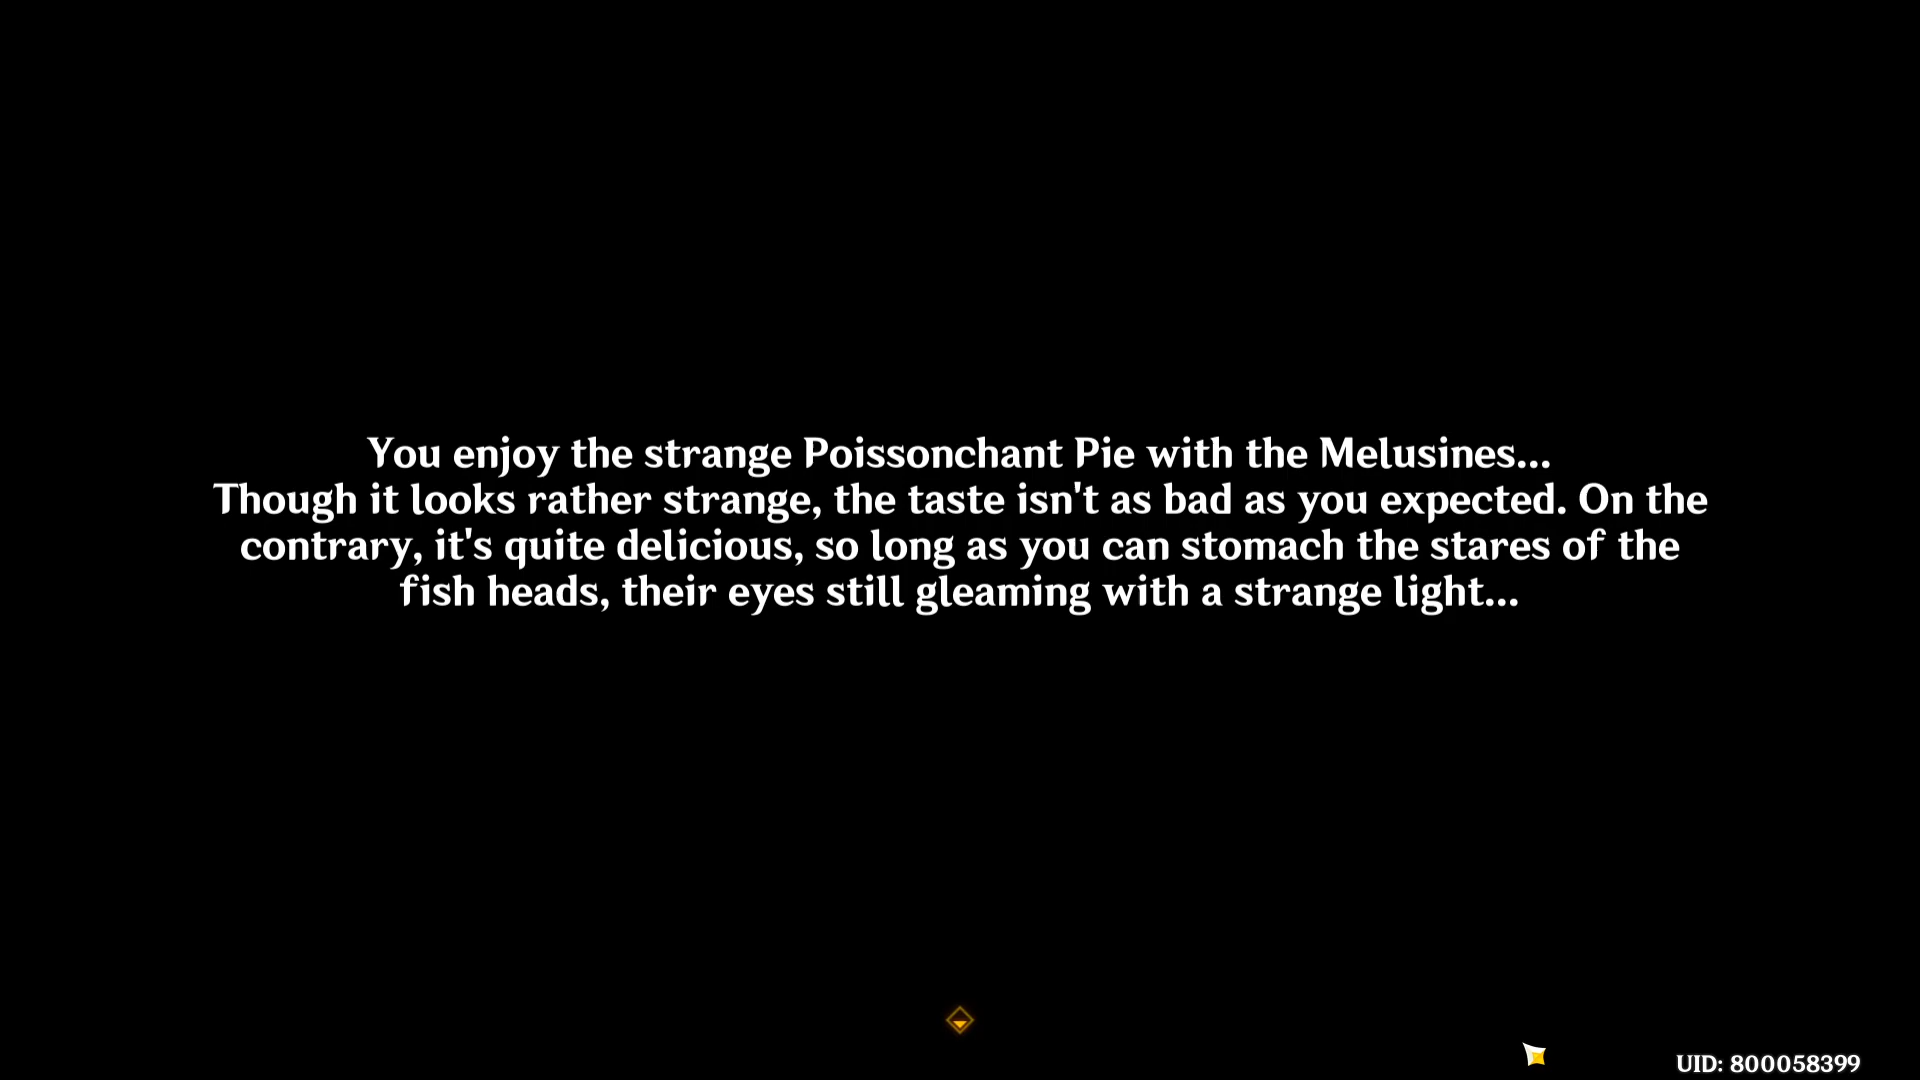 You enjoy the strange Poissonchant Pie with the Melusines...
Though it looks rather strange, the taste isn't as bad as you expected. On the
contrary, it's quite delicious, so long as you can stomach the stares of the
fish heads, their eyes still gleaming with a strange light...
UID: 800058399